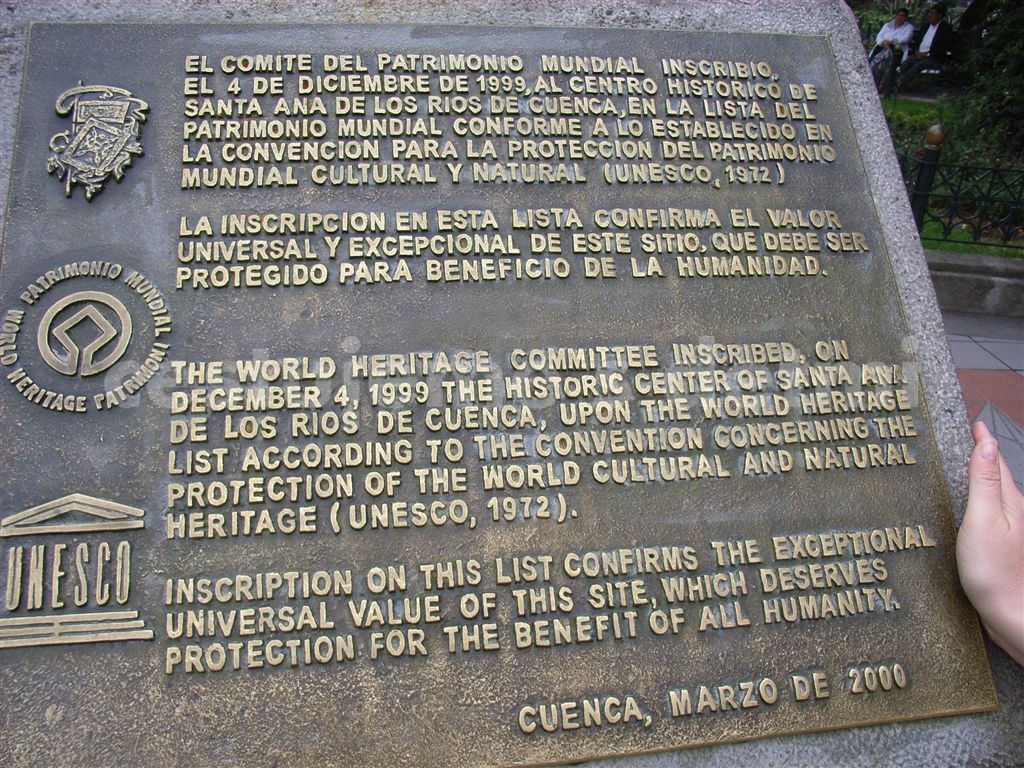 EL COMITE DEL PATRIMONIO MUNDIAL INSCRIBIO,
EL 4 DE DICIEMBRE DE 1999, AL CENTRO HISTORICO DE
SANTA ANA DE LOS RIOS DE CUENCA, EN LA LISTA DEL
PATRIMONIO MUNDIAL CONFORME A LO ESTABLECIDO EN
LA CONVENCION PARA LA PROTECCION DEL PATRIMONIO
MUNDIAL CULTURAL Y NATURAL (UNESCO, 1972)
LA INSCRIPCION EN ESTA LISTA CONFIRMA EL VALOR
UNIVERSAL Y EXCEPCIONAL DE ESTE SITIO, QUE DEBE SER
PROTEGIDO PARA BENEFICIO DE LA HUMANIDAD.
PATRIMONIO MUNDIAL
WORLD HERITAGE PATRIMOINE
THE WORLD HERITAGE COMMITTEE INSCRIBED, ON
DECEMBER 4, 1999 THE HISTORIC CENTER OF SANTA ANA
DE LOS RIOS DE CUENCA, UPON THE WORLD HERITAGE
LIST ACCORDING TO THE CONVENTION CONCERNING THE
PROTECTION OF THE WORLD CULTURAL AND NATURAL
HERITAGE (UNESCO, 1972).
UNESCO
INSCRIPTION ON THIS LIST CONFIRMS THE EXCEPTIONAL
UNIVERSAL VALUE OF THIS SITE, WHICH DESERVES
PROTECTION FOR THE BENEFIT OF ALL HUMANITY.
CUENCA, MARZO DE 2000